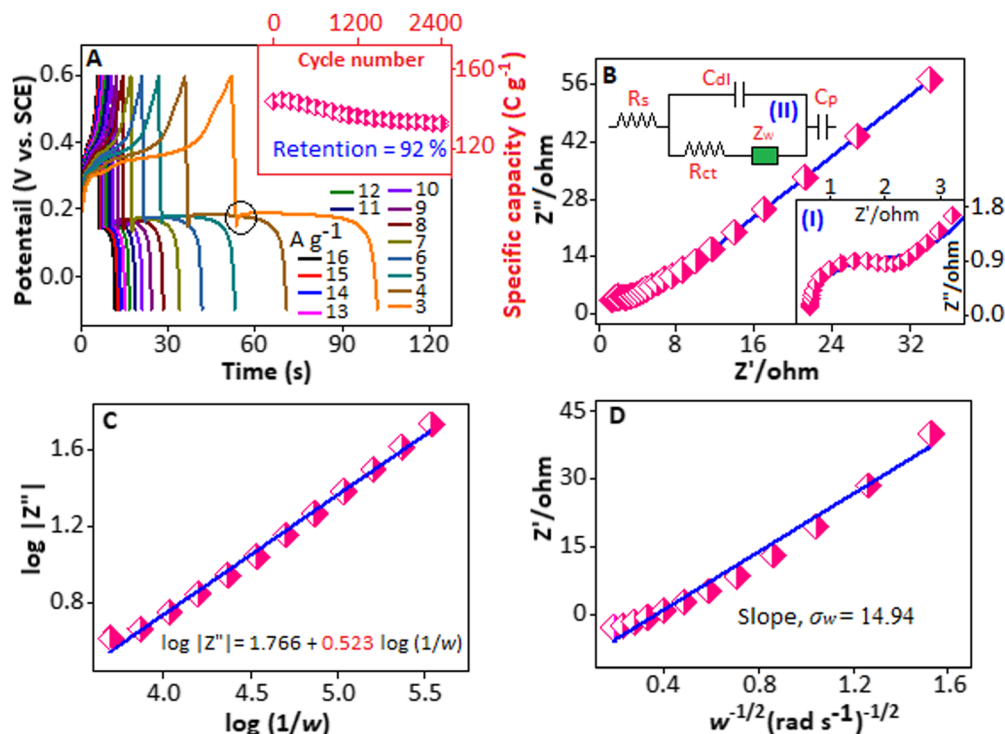 A
0 1200 2400
Cycle number
160
120
Specific capacity (C g⁻¹)
Retention = 92 %
0.6
0.4
0.2
0.0
Potentail (V vs. SCE)
12 10
11 9
A g⁻¹ 8
16 7
15 6
14 5
13 4
3
0 30 60 90 120
Time (s)
B
56
42
28
14
0
Z"/ohm
Rs
Cdl
(II)
Cp
Zw
Rct
1 2 3
Z'/ohm
(I)
1.8
0.9
0.0
Z"/ohm
0 8 16 24 32
Z'/ohm
C
1.6
1.2
0.8
log |Z"|
log |Z"|= 1.766 + 0.523 log (1/w)
4.0 4.5 5.0 5.5
log (1/w)
D
45
30
15
0
Z'/ohm
Slope, σw = 14.94
0.4 0.8 1.2 1.6
w⁻¹/²(rad s⁻¹)⁻¹/²